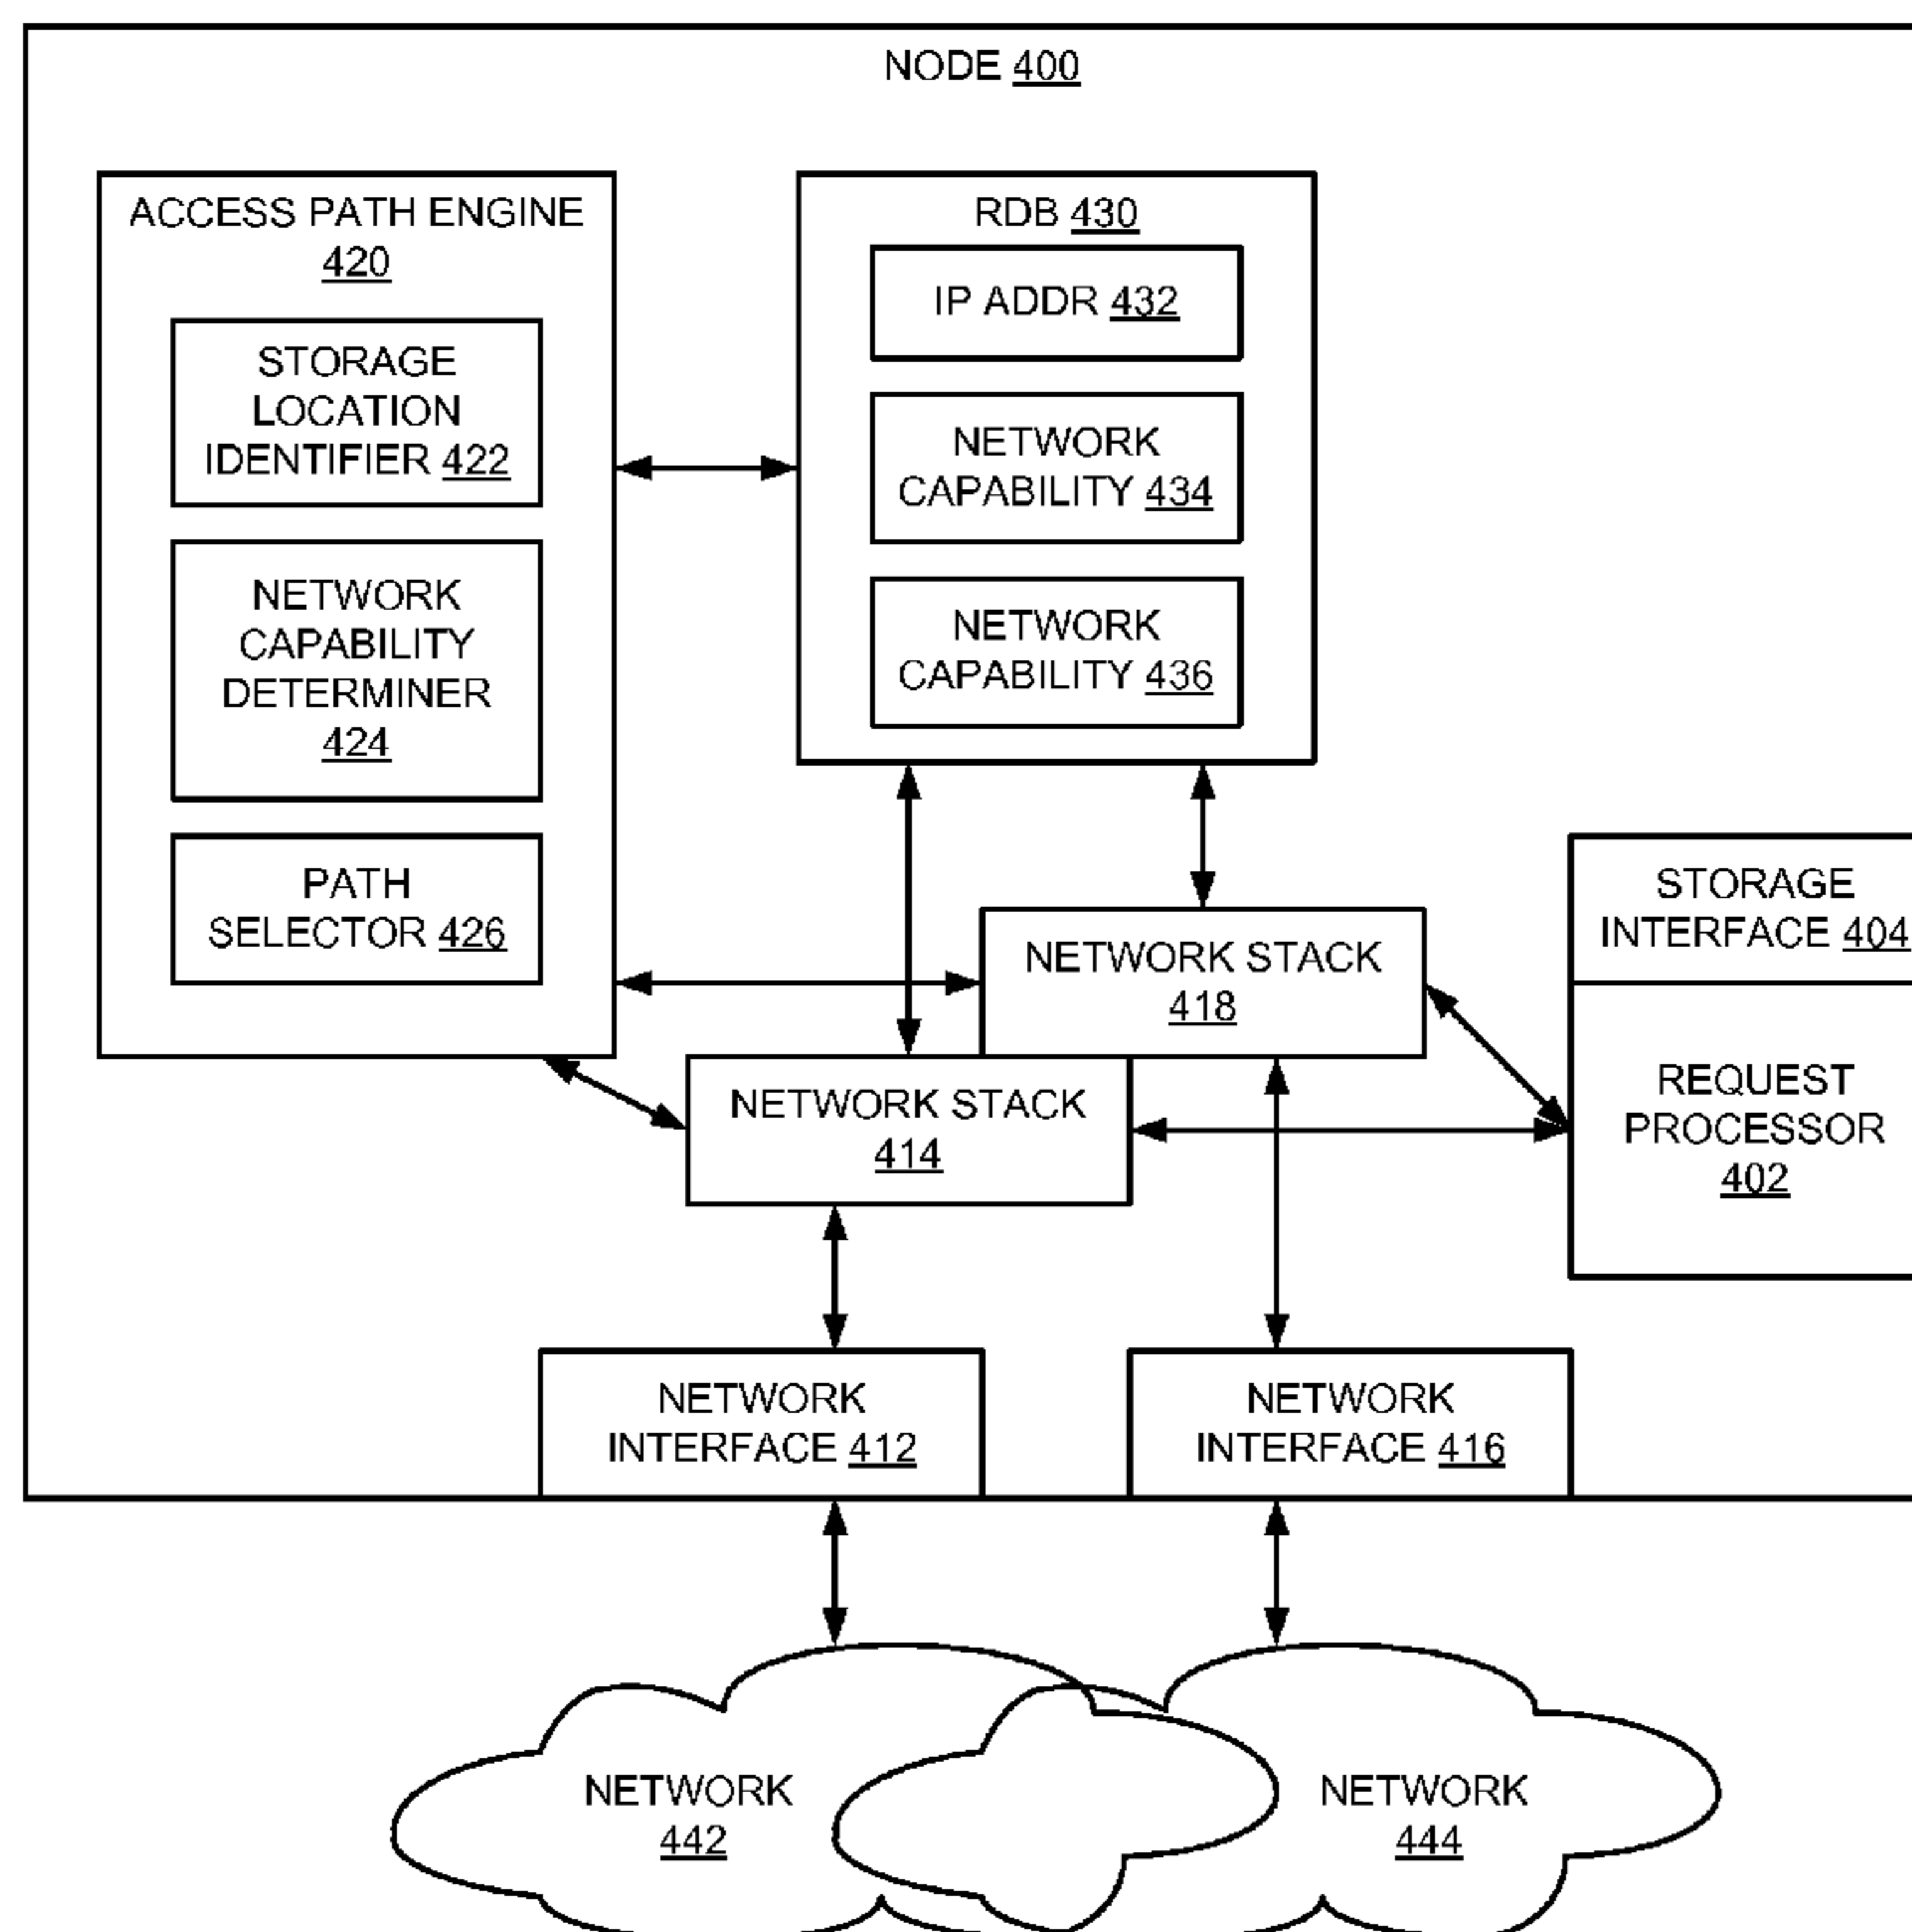 NODE 400
ACCESS PATH ENGINE
420
STORAGE
LOCATION
IDENTIFIER 422
NETWORK
CAPABILITY
DETERMINER
424
PATH
SELECTOR 426
RDB 430
IP ADDR 432
NETWORK
CAPABILITY 434
NETWORK
CAPABILITY 436
NETWORK STACK
418
NETWORK STACK
414
STORAGE
INTERFACE 404
REQUEST
PROCESSOR
402
NETWORK
INTERFACE 412
NETWORK
INTERFACE 416
NETWORK
442
NETWORK
444